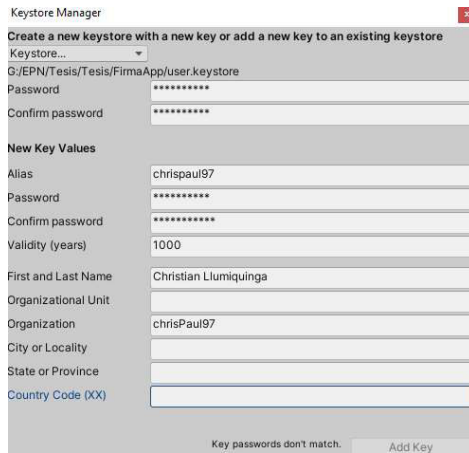 Keystore Manager
x
Create a new keystore with a new key or add a new key to an existing keystore
Keystore...
G:/EPN/Tesis/Tesis/FirmaApp/user.keystore
Password **********
Confirm password **********
New Key Values
Alias chrispaul97
Password **********
Confirm password ***********
Validity (years) 1000
First and Last Name Christian Llumiquinga
Organizational Unit
Organization chrisPaul97
City or Locality
State or Province
Country Code (XX)
Key passwords don't match. Add Key